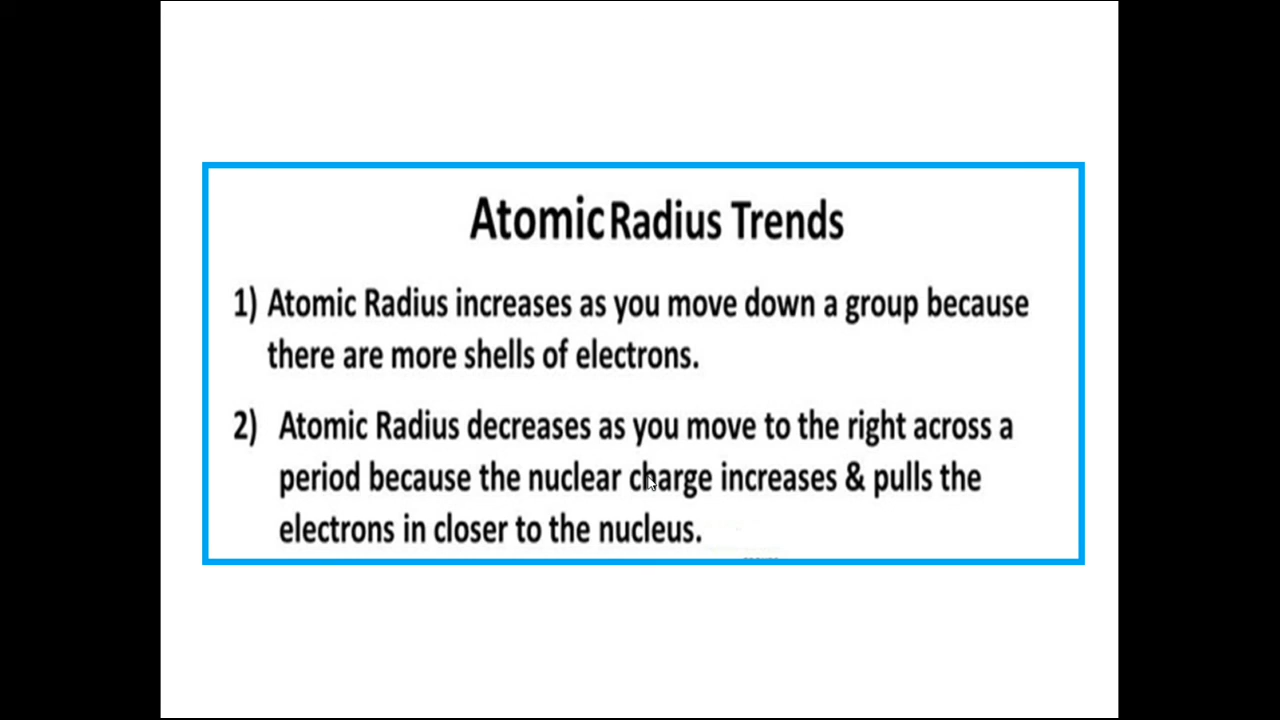 Atomic Radius Trends
1) Atomic Radius increases as you move down a group because
there are more shells of electrons.
2) Atomic Radius decreases as you move to the right across a
period because the nuclear charge increases & pulls the
electrons in closer to the nucleus.